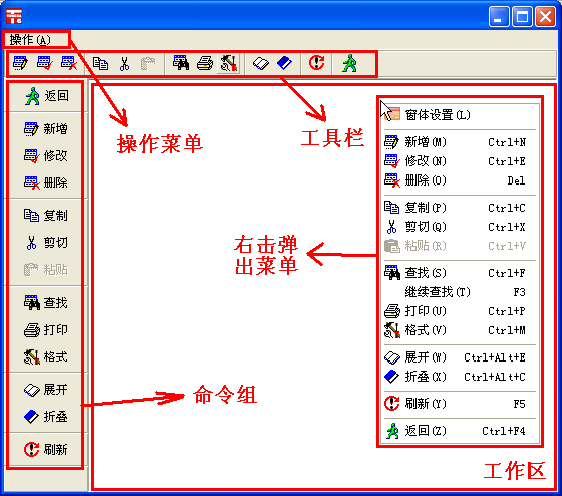 操作(A)
操作菜单
工具栏
右击弹
出菜单
命令组
工作区
返回
新增
修改
删除
复制
剪切
粘贴
查找
打印
格式
展开
折叠
刷新
窗体设置(L)
新增(M) Ctrl+N
修改(N) Ctrl+E
删除(O) Del
复制(P) Ctrl+C
剪切(Q) Ctrl+X
粘贴(R) Ctrl+V
查找(S) Ctrl+F
继续查找(T) F3
打印(U) Ctrl+P
格式(V) Ctrl+M
展开(W) Ctrl+Alt+E
折叠(X) Ctrl+Alt+C
刷新(Y) F5
返回(Z) Ctrl+F4